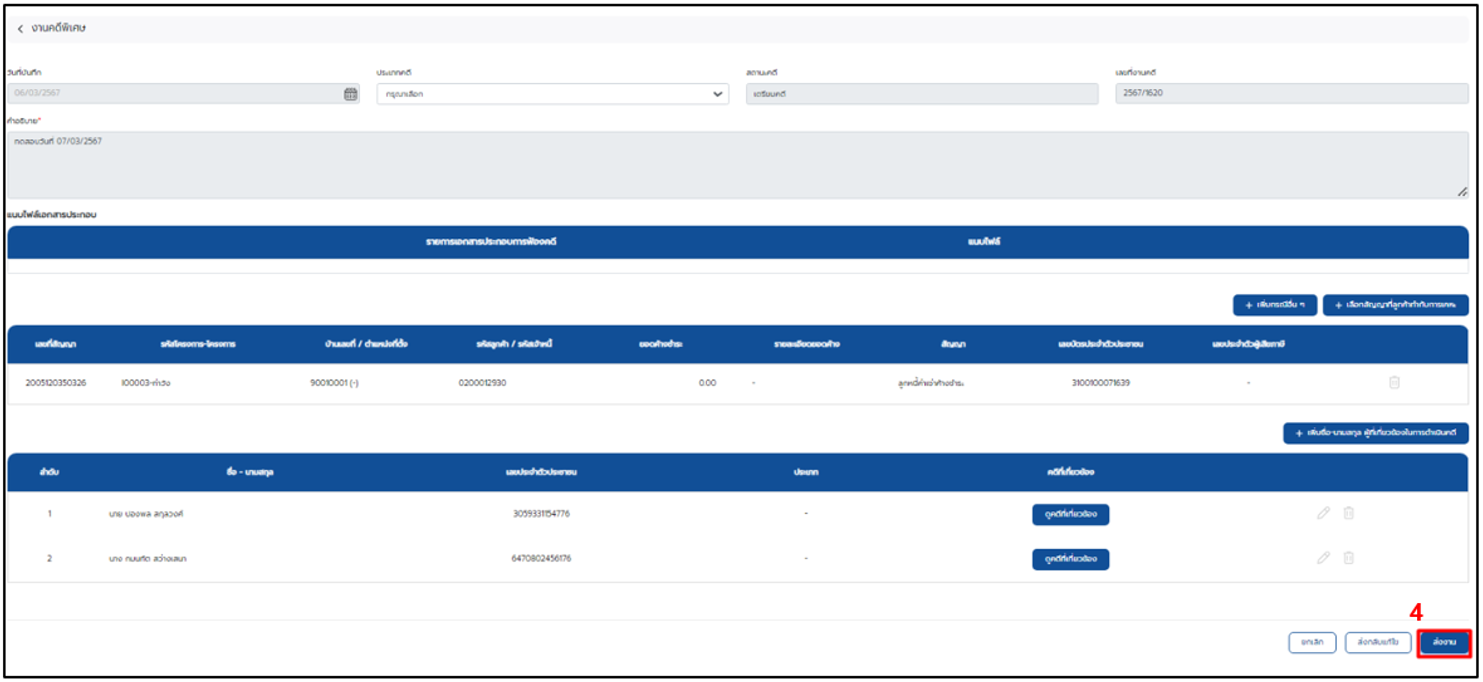 งานคดีพิเศษ
วันที่บันทึก ประเภทคดี สถานะคดี เลขที่งานคดี
06/03/2567 กรุณาเลือก เตรียมคดี 2567/1620
คำอธิบาย*
ทดสอบวันที่ 07/03/2567
แนบไฟล์เอกสารประกอบ
รายการเอกสารประกอบการฟ้องคดี แนบไฟล์
+ เพิ่มกรณีอื่น ๆ + เลือกสัญญาที่ลูกค้าทำกับการเคหะ
เลขที่สัญญา รหัสโครงการ-โครงการ บ้านเลขที่ / ตำแหน่งที่ตั้ง รหัสลูกค้า / รหัสเจ้าหนี้ ยอดค้างชำระ รายละเอียดยอดค้าง สัญญา เลขบัตรประจำตัวประชาชน เลขประจำตัวผู้เสียภาษี
2005120350326 I00003-ท่าวัง 90010001 (-) 0200012930 0.00 - ลูกหนี้ค่าเช่าค้างชำระ 3100100071639 -
+ เพิ่มชื่อ-นามสกุล ผู้ที่เกี่ยวข้องในการดำเนินคดี
ลำดับ ชื่อ - นามสกุล เลขประจำตัวประชาชน ประเภท คดีที่เกี่ยวข้อง
1 นาย ปองพล สกุลวงศ์ 3059331154776 - ดูคดีที่เกี่ยวข้อง
2 นาง สว่างเสนา 6470802456176 - ดูคดีที่เกี่ยวข้อง
4
ยกเลิก ส่งกลับแก้ไข ส่งงาน